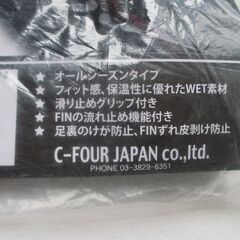 ★ オールシーズンタイプ
★ フィット感、保温性に優れたWET素材
★ 滑り止めグリップ付き
★ FINの流れ止め機能付き
★ 足裏のけが防止、FINずれ皮剥け防止
C-FOUR JAPAN co.,ltd.
PHONE 03-3829-6351